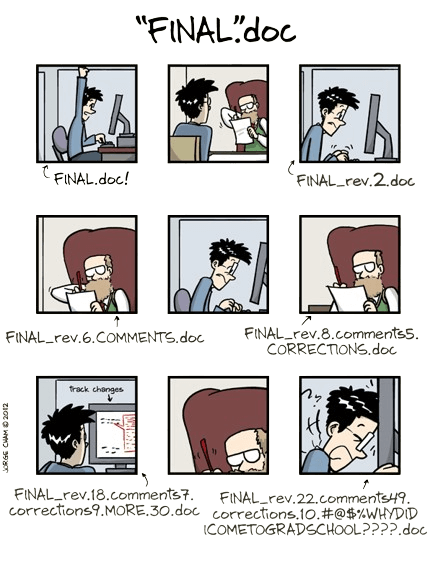 "FINAL".doc
FINAL.doc!
FINAL_rev.2.doc
FINAL_rev.6.COMMENTS.doc
FINAL_rev.8.comments5.
CORRECTIONS.doc
Track changes
FINAL_rev.18.comments7.
corrections9.MORE.30.doc
FINAL_rev.22.comments49.
corrections.10.#@$%WHYDID
ICOMETOGRADSCHOOL????.doc
JORGE CHAM © 2012